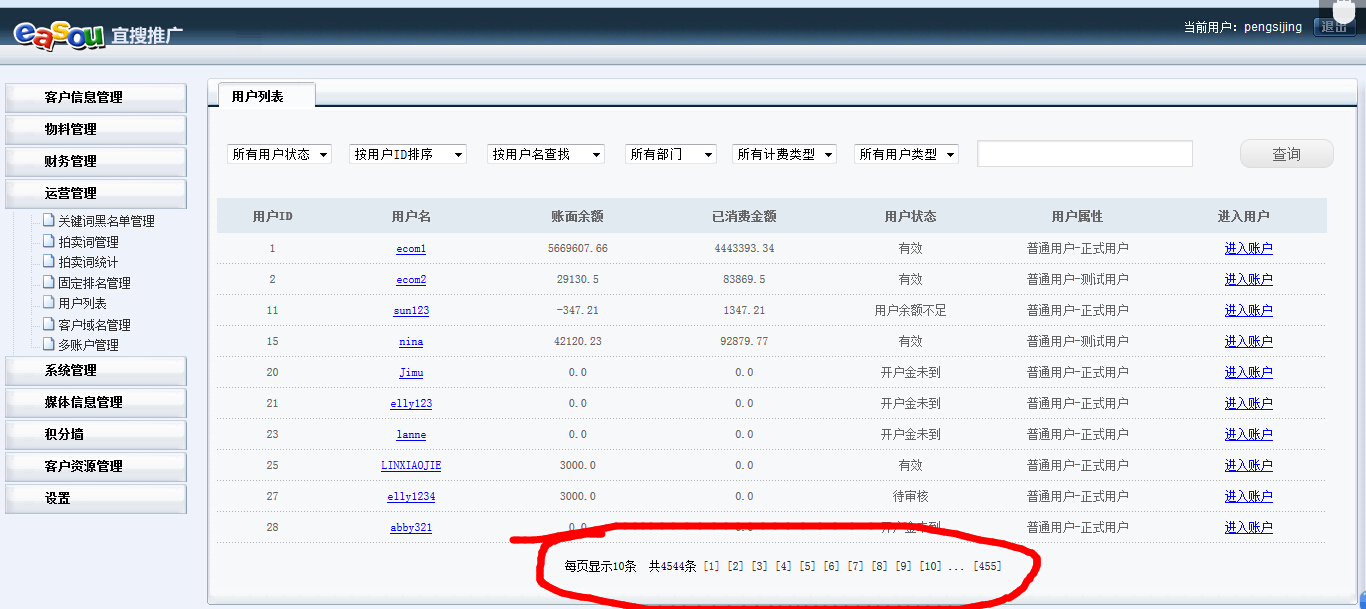 easou 宜搜推广
当前用户：pengsijing 退出
客户信息管理
物料管理
财务管理
运营管理
关键词黑名单管理
拍卖词管理
拍卖词统计
固定排名管理
用户列表
客户域名管理
多账户管理
系统管理
媒体信息管理
积分墙
客户资源管理
设置
用户列表
所有用户状态 按用户ID排序 按用户名查找 所有部门 所有计费类型 所有用户类型 查询
用户ID 用户名 账面余额 已消费金额 用户状态 用户属性 进入用户
1 ecom1 5669607.66 4443393.34 有效 普通用户-正式用户 进入账户
2 ecom2 29130.5 83869.5 有效 普通用户-测试用户 进入账户
11 sun123 -347.21 1347.21 用户余额不足 普通用户-正式用户 进入账户
15 nina 42120.23 92879.77 有效 普通用户-测试用户 进入账户
20 Jimu 0.0 0.0 开户金未到 普通用户-正式用户 进入账户
21 elly123 0.0 0.0 开户金未到 普通用户-正式用户 进入账户
23 lanne 0.0 0.0 开户金未到 普通用户-正式用户 进入账户
25 LINXIAOJIE 3000.0 0.0 有效 普通用户-正式用户 进入账户
27 elly1234 3000.0 0.0 待审核 普通用户-正式用户 进入账户
28 abby321 0.0 0.0 开户金未到 普通用户-正式用户 进入账户
每页显示10条 共4544条 [1] [2] [3] [4] [5] [6] [7] [8] [9] [10] ... [455]